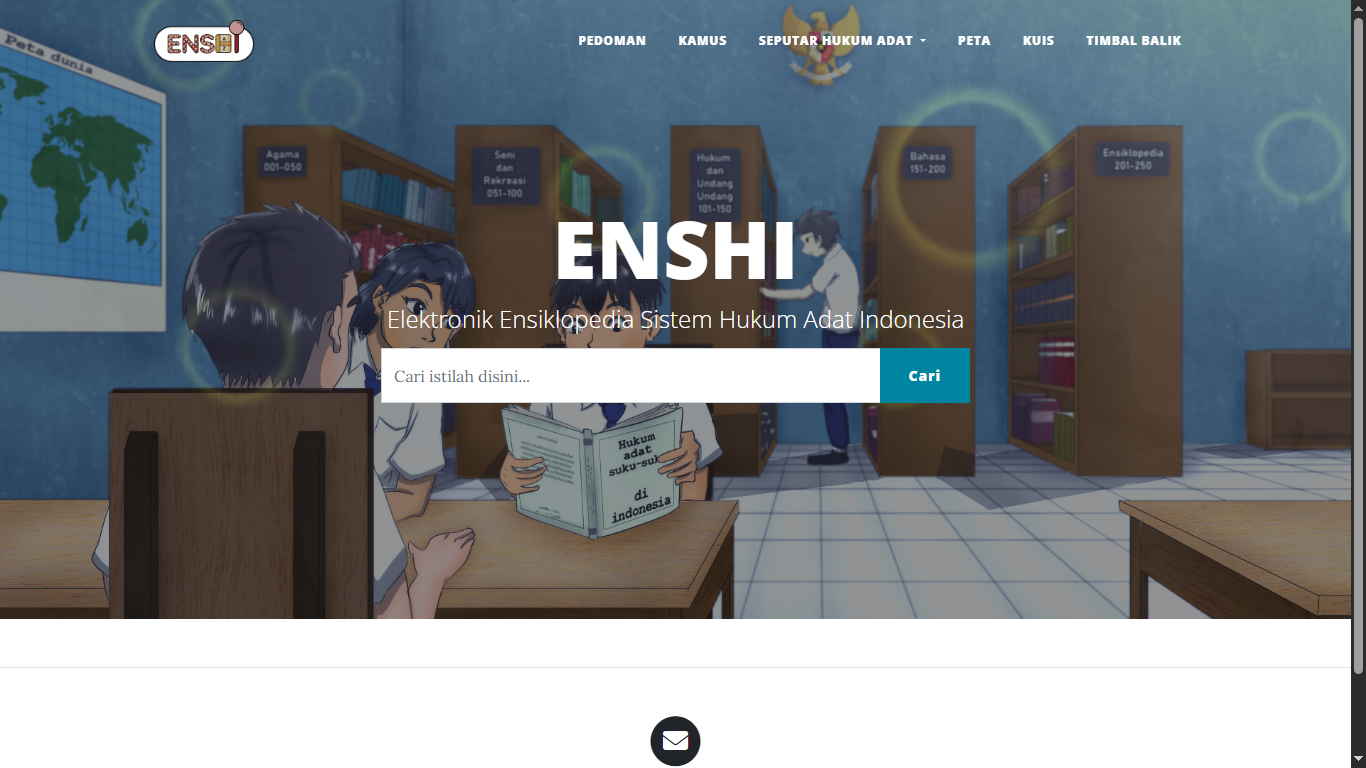 ENSHI
PEDOMAN
KAMUS
SEPUTAR HUKUM ADAT
PETA
KUIS
TIMBAL BALIK
Peta dunia
Agama
001-050
Seni
dan
Rekreasi
051-100
Hukum
dan
Undang
Undang
101-150
Bahasa
151-200
Ensiklopedia
201-250
ENSHI
Elektronik Ensiklopedia Sistem Hukum Adat Indonesia
Cari istilah disini...
Cari
Hukum
adat
suku-suk
di
indonesia